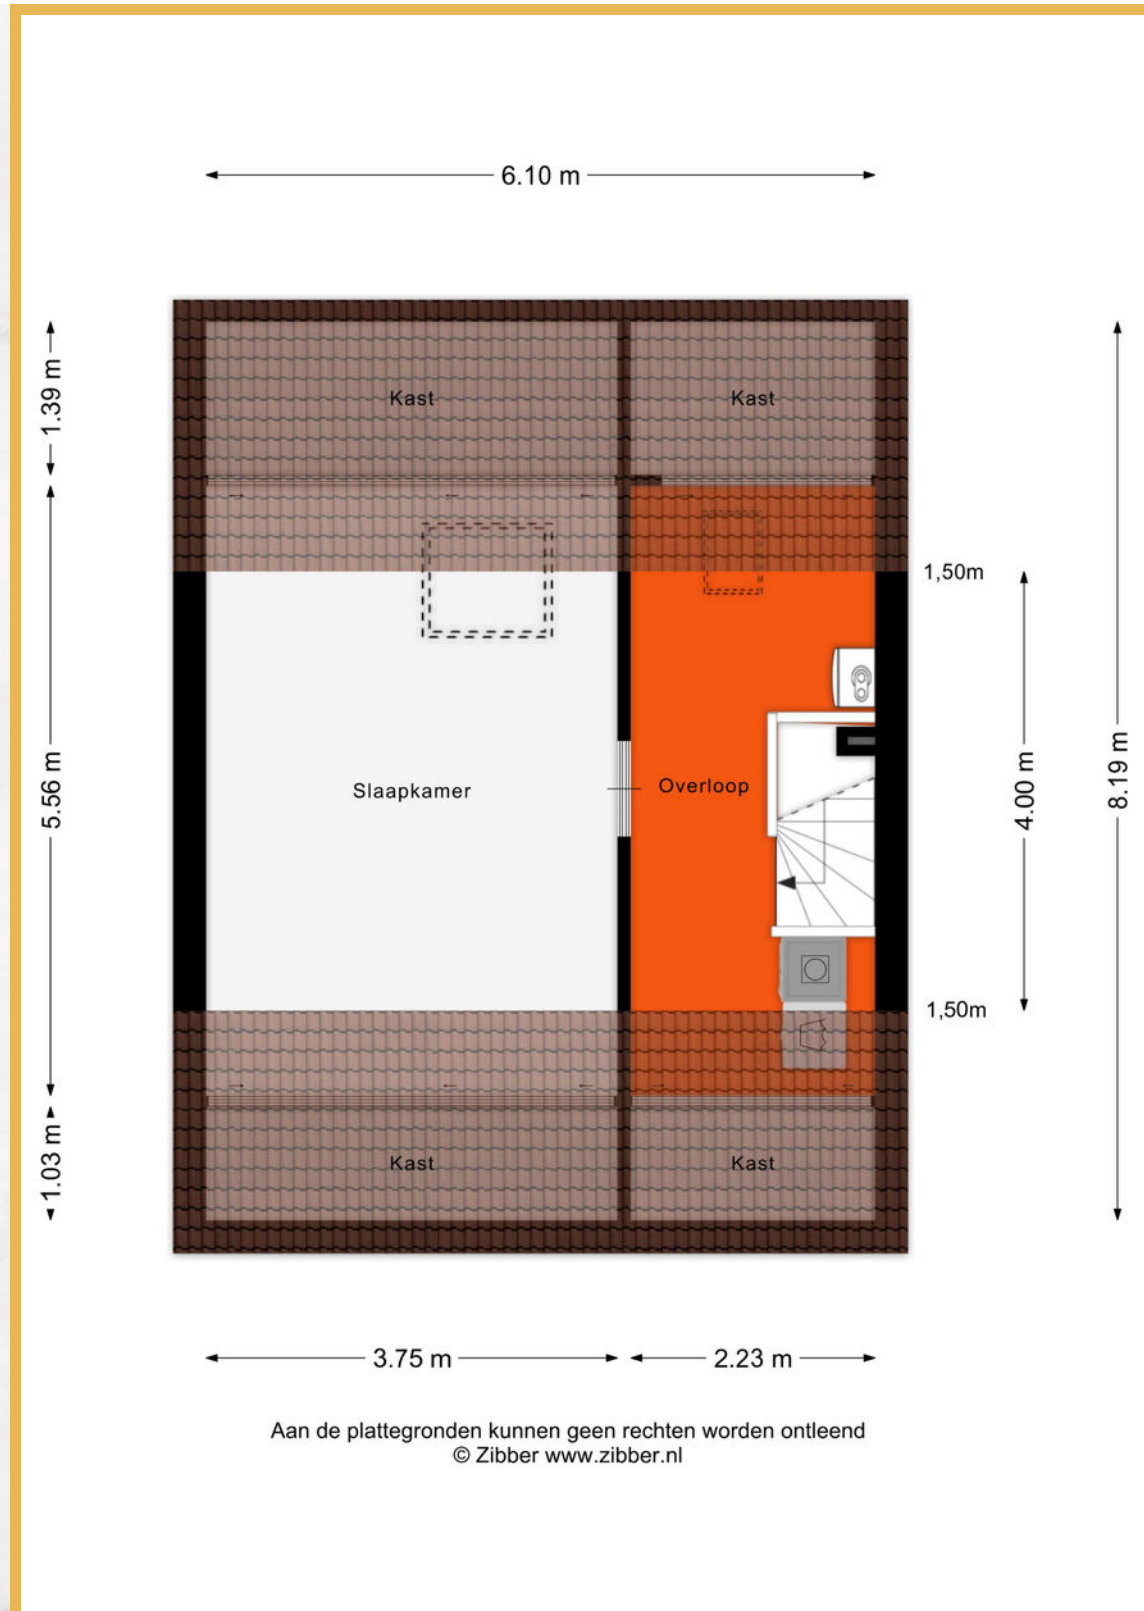 6.10 m
1.39 m
Kast
Kast
1,50m
5.56 m
Slaapkamer
Overloop
4.00 m
8.19 m
1,50m
1.03 m
Kast
Kast
3.75 m
2.23 m
Aan de plattegronden kunnen geen rechten worden ontleend
© Zibber www.zibber.nl